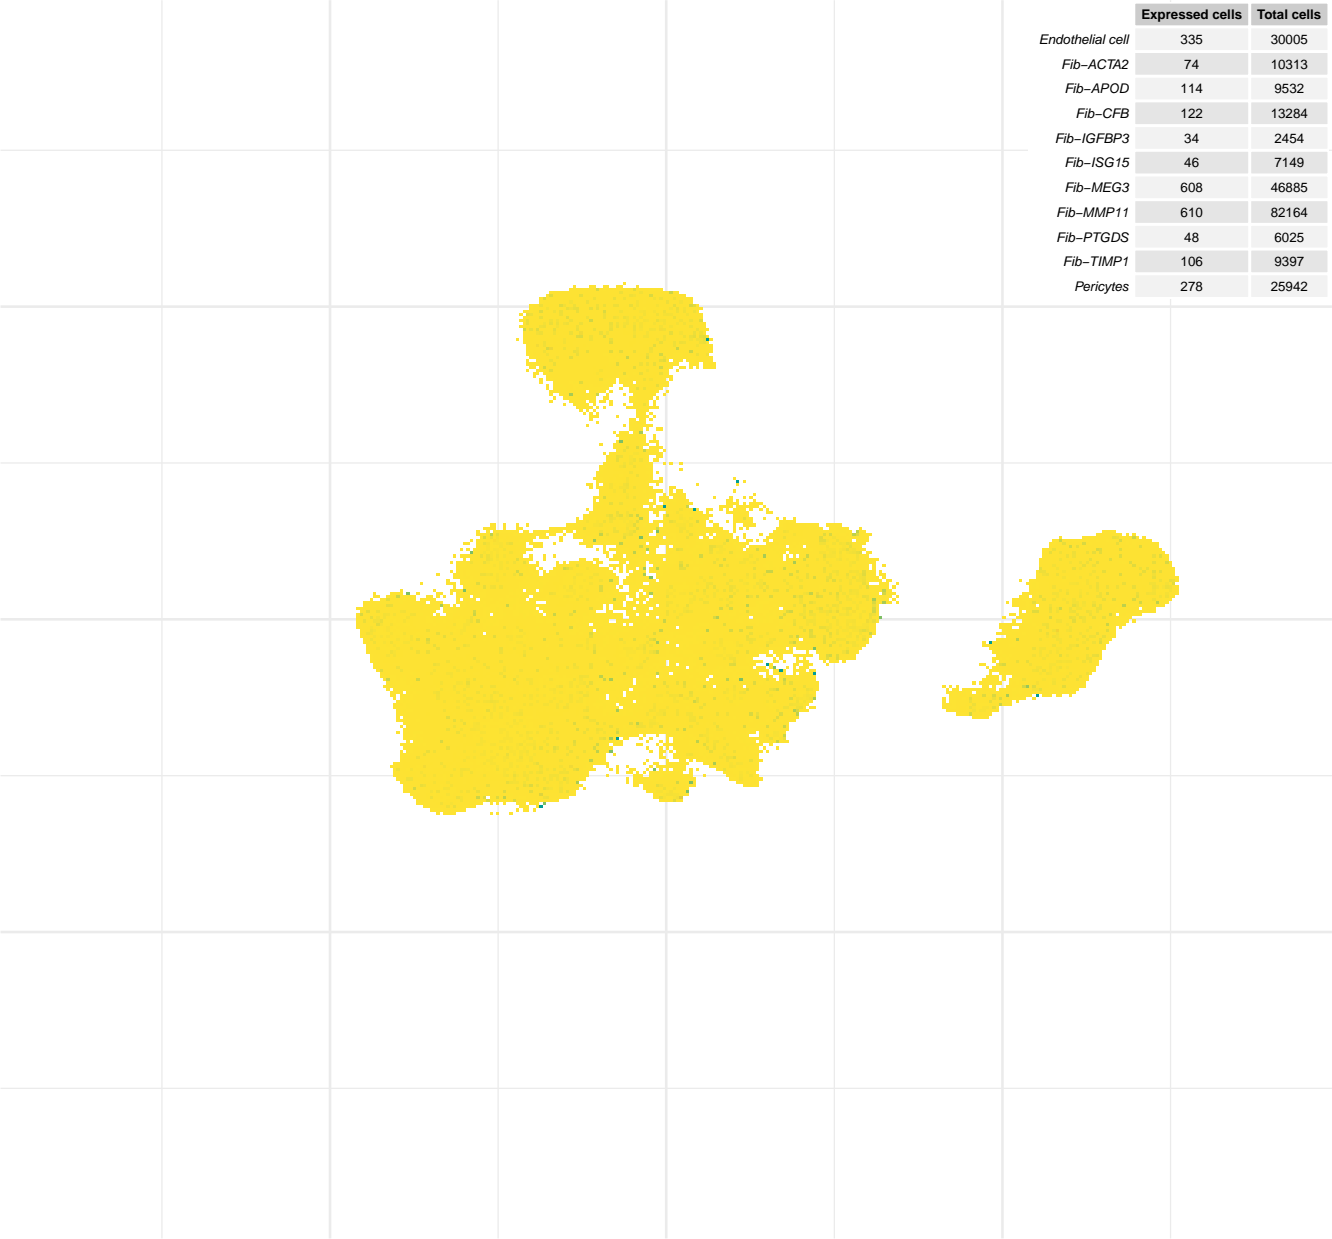 Expressed cells Total cells
Endothelial cell 335 30005
Fib−ACTA2 74 10313
Fib−APOD 114 9532
Fib−CFB 122 13284
Fib−IGFBP3 34 2454
Fib−ISG15 46 7149
Fib−MEG3 608 46885
Fib−MMP11 610 82164
Fib−PTGDS 48 6025
Fib−TIMP1 106 9397
Pericytes 278 25942